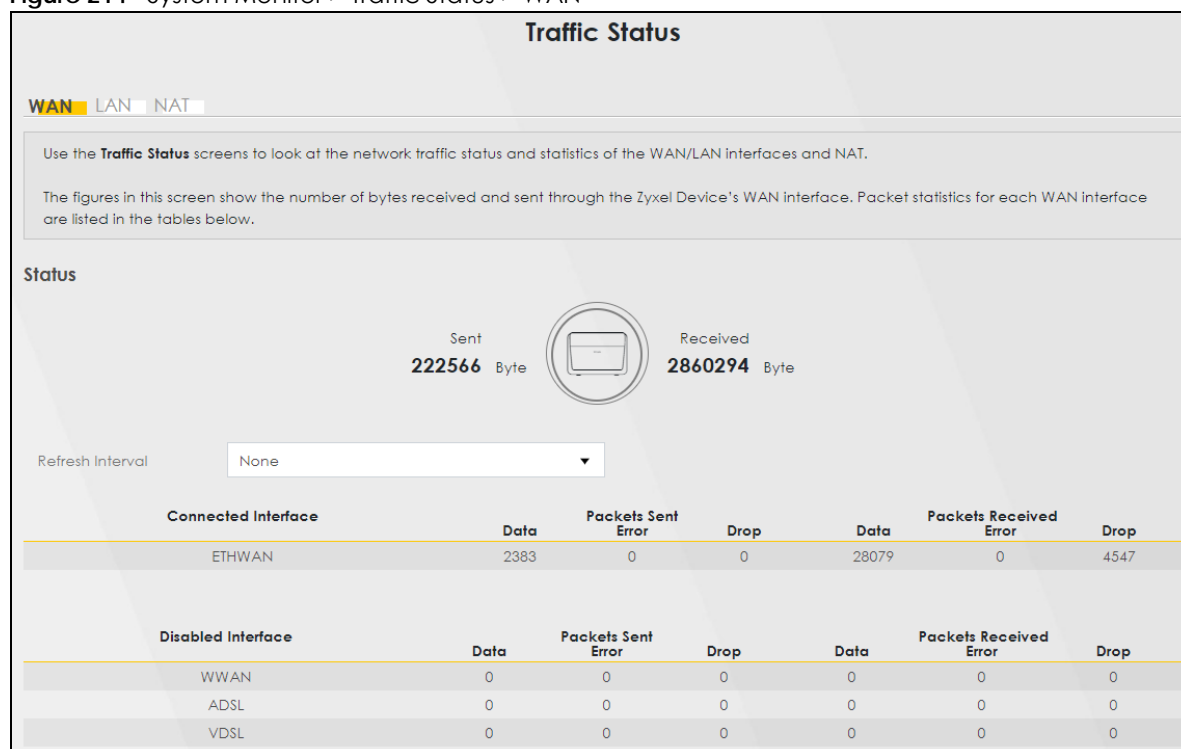 Traffic Status
WAN LAN NAT
Use the Traffic Status screens to look at the network traffic status and statistics of the WAN/LAN interfaces and NAT.
The figures in this screen show the number of bytes received and sent through the Zyxel Device's WAN interface. Packet statistics for each WAN interface
are listed in the tables below.
Status
Sent Received
222566 Byte 2860294 Byte
Refresh Interval None
Connected Interface Packets Sent Packets Received
Data Error Drop Data Error Drop
ETHWAN 2383 0 0 28079 0 4547
Disabled Interface Packets Sent Packets Received
Data Error Drop Data Error Drop
WWAN 0 0 0 0 0 0
ADSL 0 0 0 0 0 0
VDSL 0 0 0 0 0 0